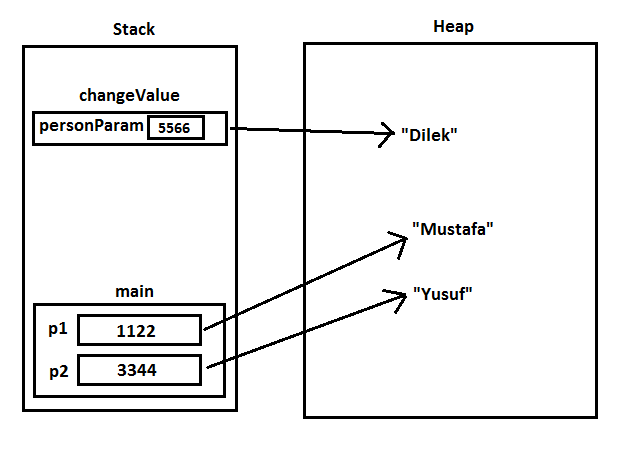 Stack
Heap
changeValue
personParam 5566
"Dilek"
"Mustafa"
main
"Yusuf"
p1 1122
p2 3344